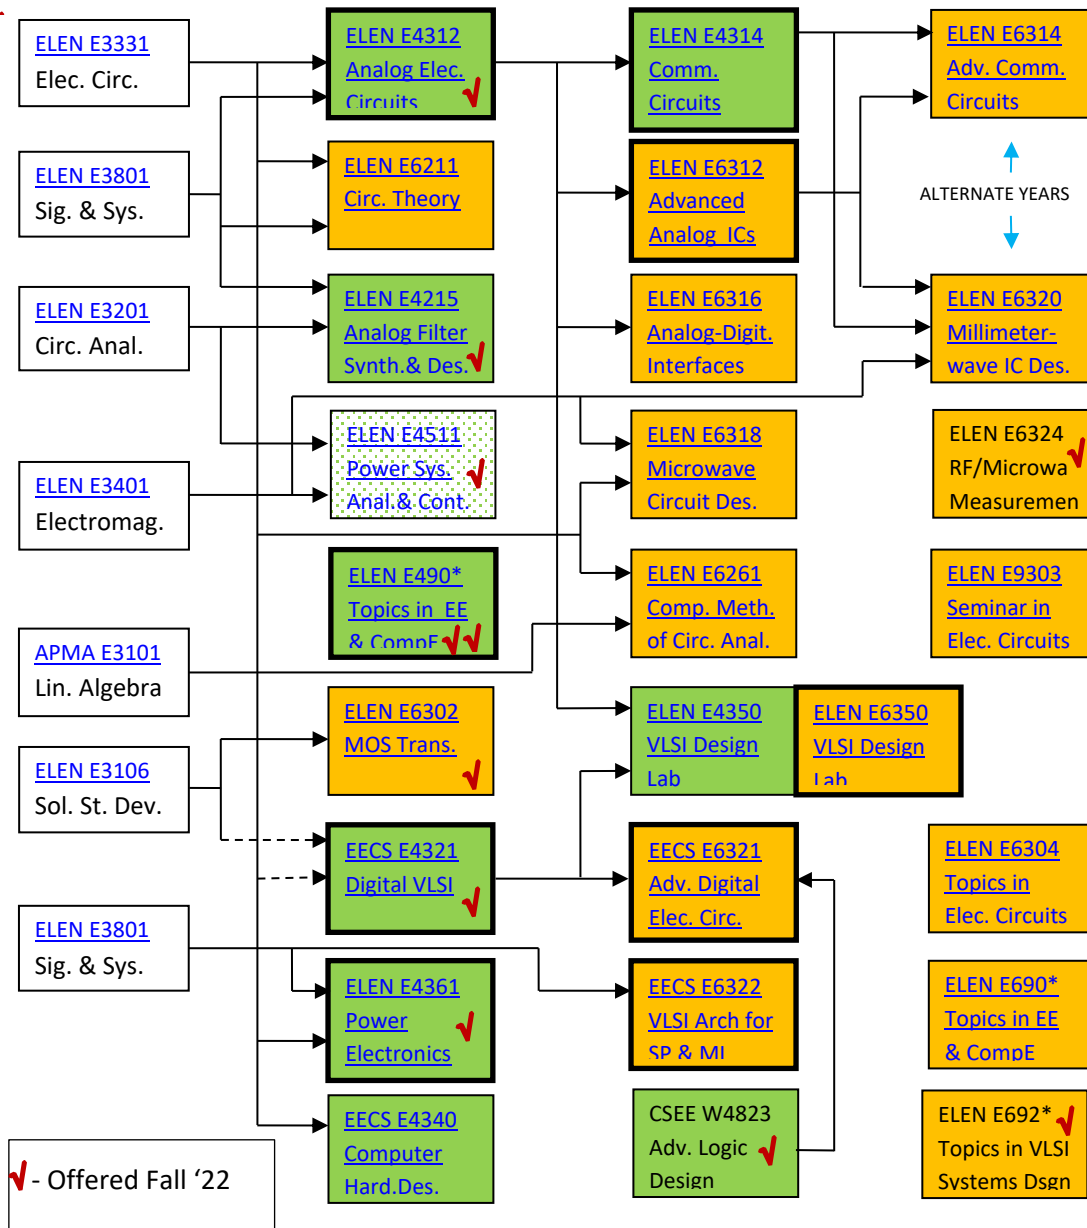 ELEN E3331
Elec. Circ.
ELEN E4312
Analog Elec.
Circuits
ELEN E4314
Comm.
Circuits
ELEN E6314
Adv. Comm.
Circuits
ELEN E3801
Sig. & Sys.
ELEN E6211
Circ. Theory
ELEN E6312
Advanced
Analog ICs
ALTERNATE YEARS
ELEN E3201
Circ. Anal.
ELEN E4215
Analog Filter
Synth.& Des.
ELEN E6316
Analog-Digit.
Interfaces
ELEN E6320
Millimeter-
wave IC Des.
ELEN E3401
Electromag.
ELEN E4511
Power Sys.
Anal.& Cont.
ELEN E6318
Microwave
Circuit Des.
ELEN E6324
RF/Microwa
Measuremen
ELEN E490*
Topics in EE
& CompE
ELEN E6261
Comp. Meth.
of Circ. Anal.
ELEN E9303
Seminar in
Elec. Circuits
APMA E3101
Lin. Algebra
ELEN E6302
MOS Trans.
ELEN E4350
VLSI Design
Lab
ELEN E6350
VLSI Design
Lab
ELEN E3106
Sol. St. Dev.
EECS E4321
Digital VLSI
EECS E6321
Adv. Digital
Elec. Circ.
ELEN E6304
Topics in
Elec. Circuits
ELEN E3801
Sig. & Sys.
ELEN E4361
Power
Electronics
EECS E6322
VLSI Arch for
SP & ML
ELEN E690*
Topics in EE
& CompE
EECS E4340
Computer
Hard.Des.
CSEE W4823
Adv. Logic
Design
ELEN E692*
Topics in VLSI
Systems Dsgn
√ - Offered Fall ‘22